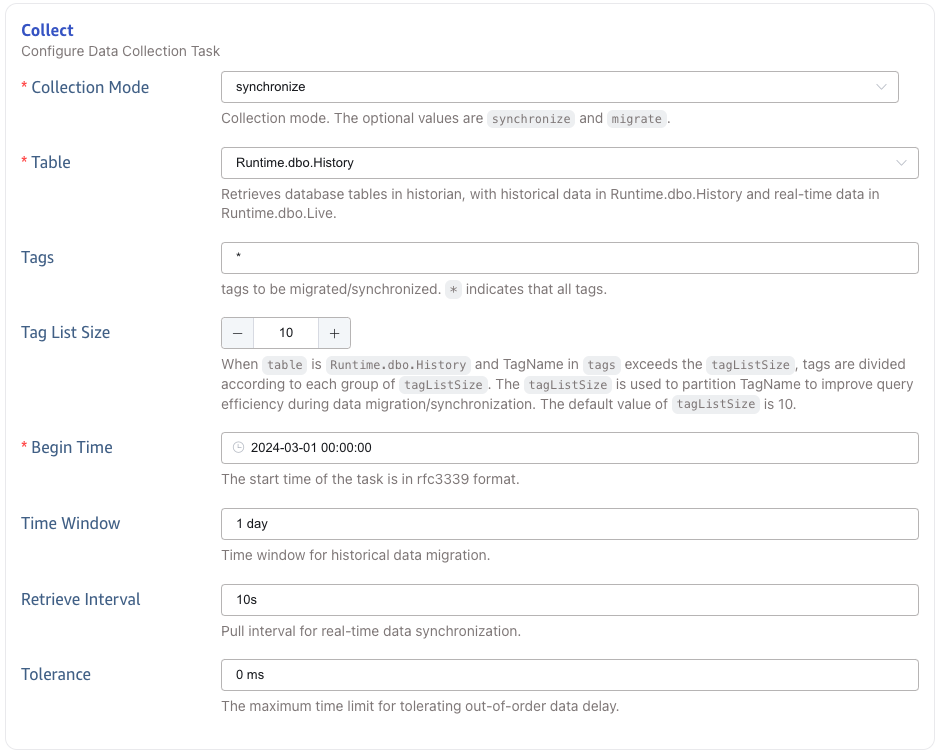 Collect
Configure Data Collection Task
* Collection Mode
synchronize
Collection mode. The optional values are synchronize and migrate.
* Table
Runtime.dbo.History
Retrieves database tables in historian, with historical data in Runtime.dbo.History and real-time data in
Runtime.dbo.Live.
Tags
*
tags to be migrated/synchronized. * indicates that all tags.
Tag List Size
− 10 +
When table is Runtime.dbo.History and TagName in tags exceeds the tagListSize, tags are divided
according to each group of tagListSize. The tagListSize is used to partition TagName to improve query
efficiency during data migration/synchronization. The default value of tagListSize is 10.
* Begin Time
2024-03-01 00:00:00
The start time of the task is in rfc3339 format.
Time Window
1 day
Time window for historical data migration.
Retrieve Interval
10s
Pull interval for real-time data synchronization.
Tolerance
0 ms
The maximum time limit for tolerating out-of-order data delay.